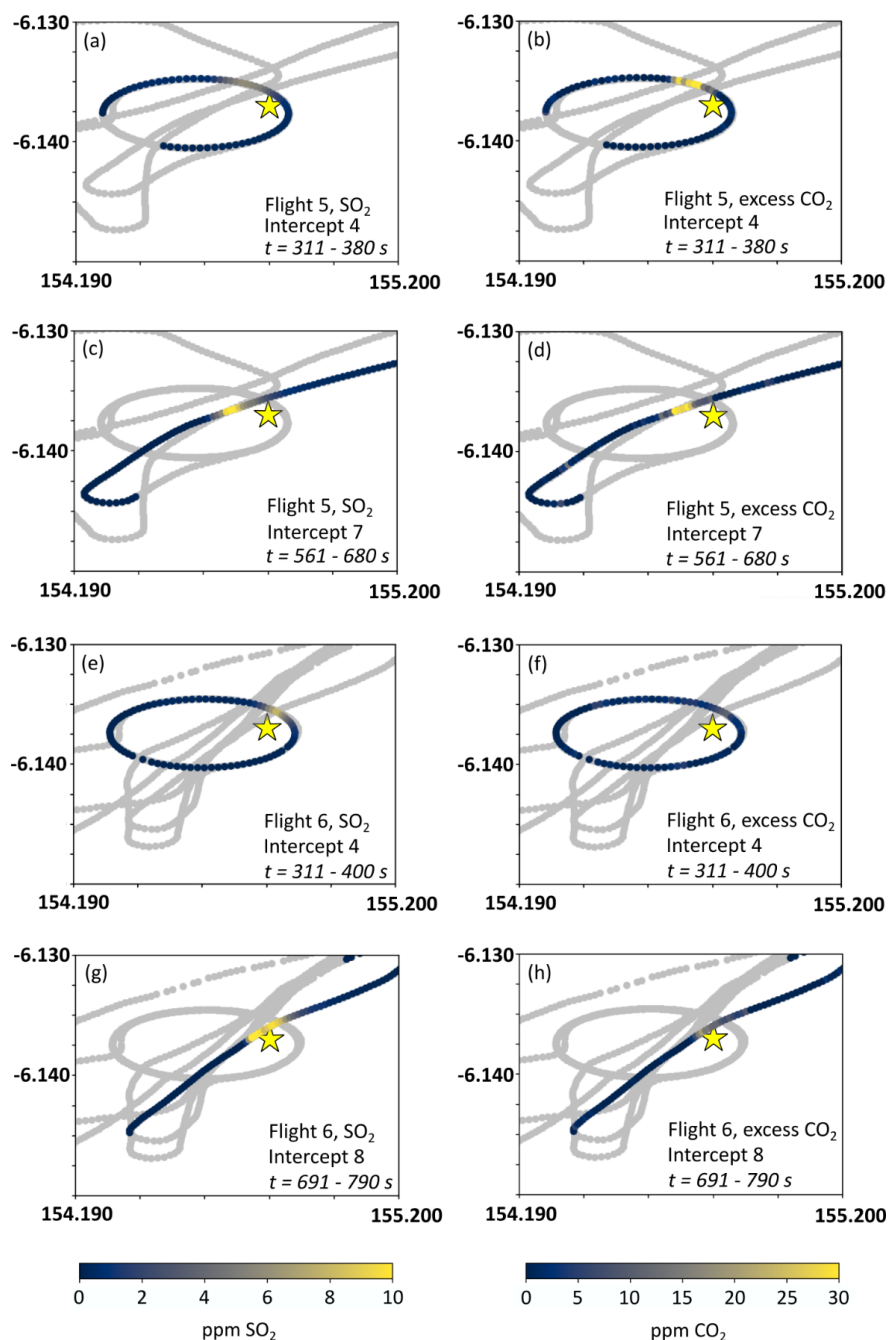 -6.130
(a)
-6.140
Flight 5, SO₂
Intercept 4
t = 311 - 380 s
154.190
155.200
-6.130
(b)
-6.140
Flight 5, excess CO₂
Intercept 4
t = 311 - 380 s
154.190
155.200
-6.130
(c)
-6.140
Flight 5, SO₂
Intercept 7
t = 561 - 680 s
154.190
155.200
-6.130
(d)
-6.140
Flight 5, excess CO₂
Intercept 7
t = 561 - 680 s
154.190
155.200
-6.130
(e)
-6.140
Flight 6, SO₂
Intercept 4
t = 311 - 400 s
154.190
155.200
-6.130
(f)
-6.140
Flight 6, excess CO₂
Intercept 4
t = 311 - 400 s
154.190
155.200
-6.130
(g)
-6.140
Flight 6, SO₂
Intercept 8
t = 691 - 790 s
154.190
155.200
-6.130
(h)
-6.140
Flight 6, excess CO₂
Intercept 8
t = 691 - 790 s
154.190
155.200
0 2 4 6 8 10
ppm SO₂
0 5 10 15 20 25 30
ppm CO₂